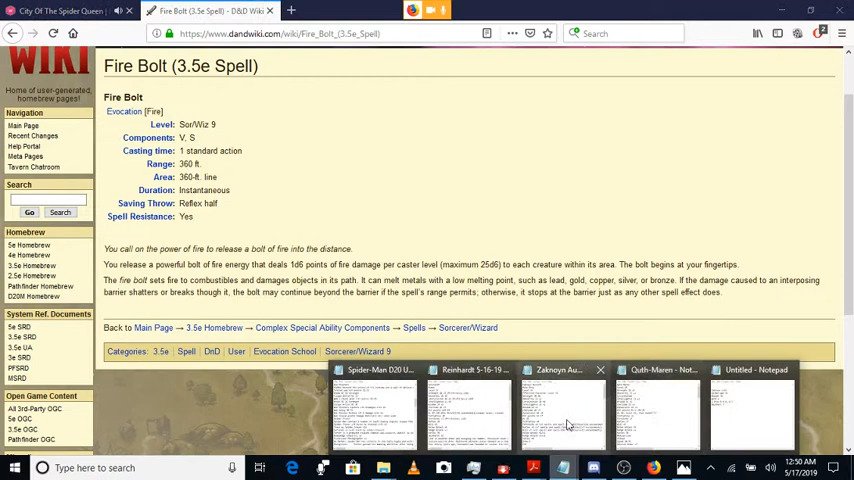 City Of The Spider Queen
Fire Bolt (3.5e Spell) - D&D Wiki
https://www.dandwiki.com/wiki/Fire_Bolt_(3.5e_Spell)
Search
2
WIKI
Home of user-generated,
homebrew pages!
Navigation
Main Page
Recent Changes
Help Portal
Meta Pages
Tavern Chatroom
Search
Go
Search
Homebrew
5e Homebrew
4e Homebrew
3.5e Homebrew
2.5e Homebrew
Pathfinder Homebrew
D20M Homebrew
System Ref. Documents
5e SRD
3.5e SRD
3.5e UA
3e SRD
PFSRD
MSRD
Open Game Content
All 3rd-Party OGC
5e OGC
3.5e OGC
Pathfinder OGC
Fire Bolt (3.5e Spell)
Fire Bolt
Evocation [Fire]
Level: Sor/Wiz 9
Components: V, S
Casting time: 1 standard action
Range: 360 ft.
Area: 360-ft. line
Duration: Instantaneous
Saving Throw: Reflex half
Spell Resistance: Yes
You call on the power of fire to release a bolt of fire into the distance.
You release a powerful bolt of fire energy that deals 1d6 points of fire damage per caster level (maximum 25d6) to each creature within its area. The bolt begins at your fingertips.
The fire bolt sets fire to combustibles and damages objects in its path. It can melt metals with a low melting point, such as lead, gold, copper, silver, or bronze. If the damage caused to an interposing
barrier shatters or breaks though it, the bolt may continue beyond the barrier if the spell's range permits; otherwise, it stops at the barrier just as any other spell effect does.
Back to Main Page → 3.5e Homebrew → Complex Special Ability Components → Spells → Sorcerer/Wizard
Categories: 3.5e Spell DnD User Evocation School Sorcerer/Wizard 9
Spider-Man D20 U...
Reinhardt 5-16-19 ...
Zaknoyn Au...
Quth-Maren - Not...
Untitled - Notepad
Type here to search
12:50 AM
5/17/2019